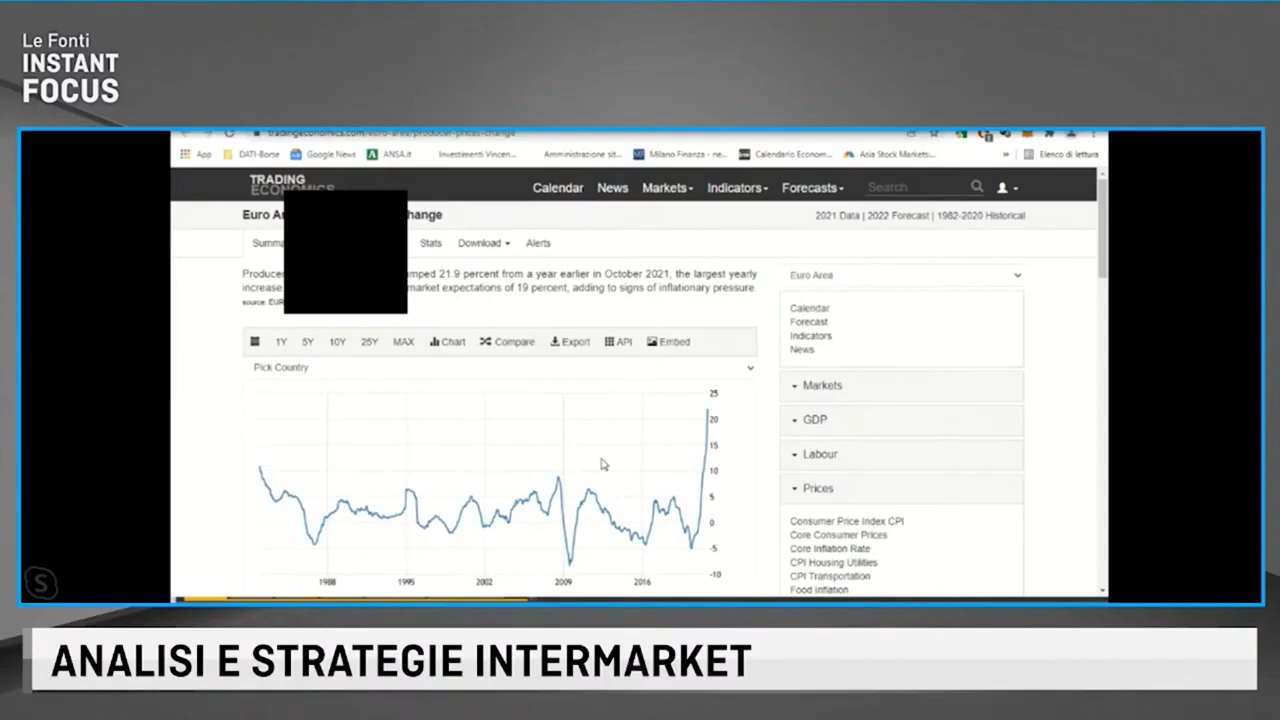 Le Fonti
INSTANT
FOCUS
tradingeconomics.com/euro-area/producer-prices-change
App DATI-Borse Google News ANSA.it Investimenti Vincen... Amministrazione sit... Milano Finanza - ne... Calendario Econom... Asia Stock Markets... » Elenco di lettura
TRADING
ECONOMICS
Calendar News Markets Indicators Forecasts Search
Euro hange
2021 Data | 2022 Forecast | 1982-2020 Historical
Stats Download Alerts
Producer mped 21.9 percent from a year earlier in October 2021, the largest yearly
increase market expectations of 19 percent, adding to signs of inflationary pressure.
source:
1Y 5Y 10Y 25Y MAX Chart Compare Export API Embed
Pick Country
25
20
15
10
5
0
-5
-10
1988 1995 2002 2009 2016
Euro Area
Calendar
Forecast
Indicators
News
Markets
GDP
Labour
Prices
Consumer Price Index CPI
Core Consumer Prices
Core Inflation Rate
CPI Housing Utilities
CPI Transportation
Food Inflation
S
ANALISI E STRATEGIE INTERMARKET